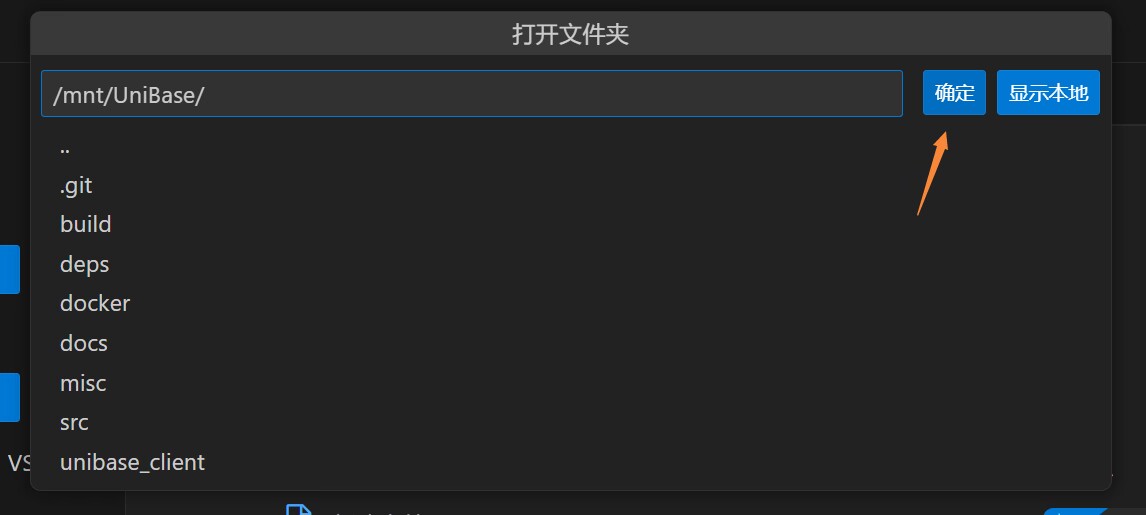 打开文件夹
/mnt/UniBase/
确定
显示本地
..
.git
build
deps
docker
docs
misc
src
unibase_client
VS